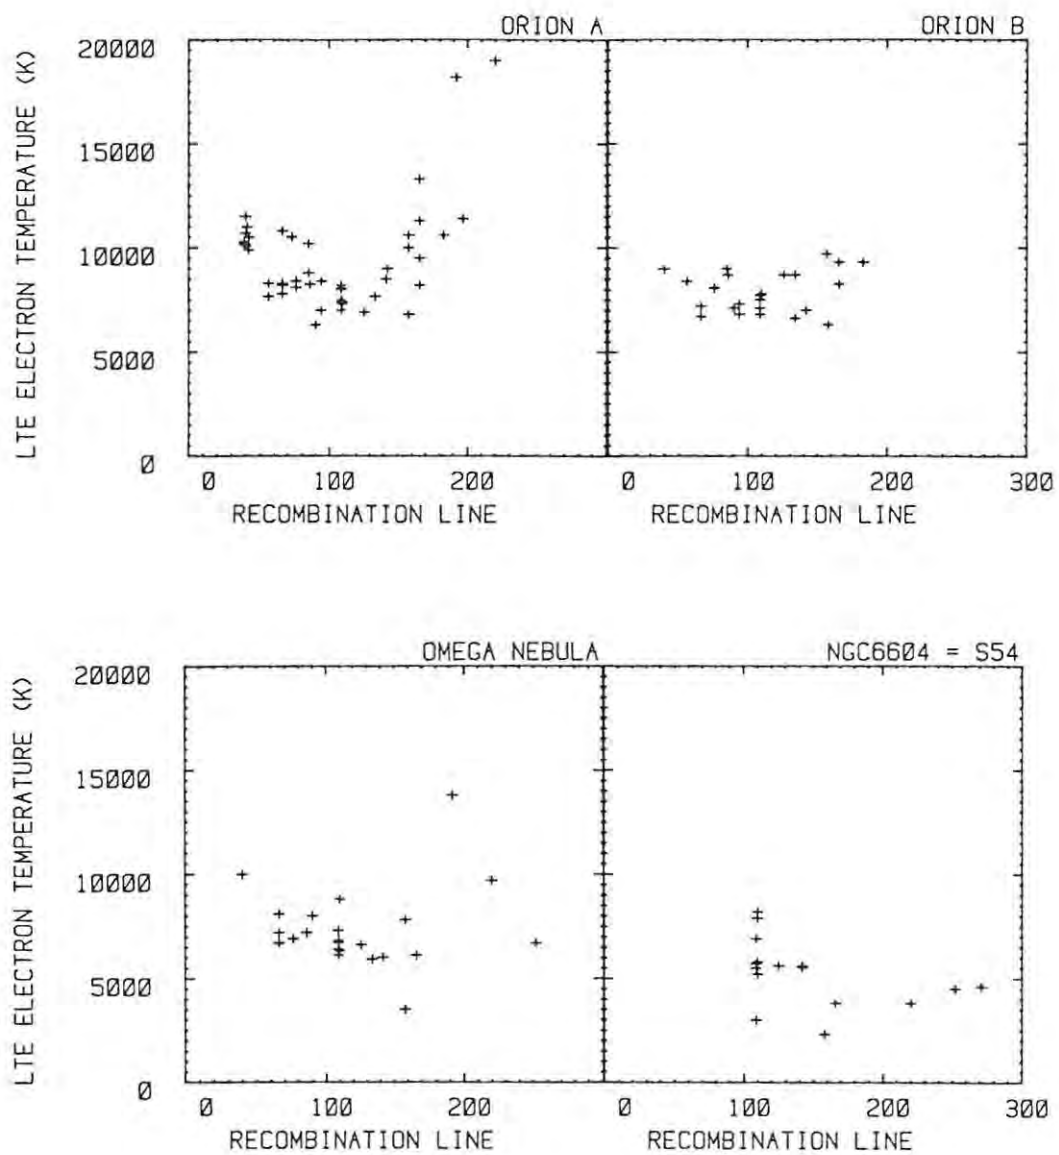 ORION A
ORION B
LTE ELECTRON TEMPERATURE (K)
20000
15000
10000
5000
0
0 100 200
0 100 200 300
RECOMBINATION LINE
RECOMBINATION LINE
OMEGA NEBULA
NGC6604 = S54
LTE ELECTRON TEMPERATURE (K)
20000
15000
10000
5000
0
0 100 200
0 100 200 300
RECOMBINATION LINE
RECOMBINATION LINE